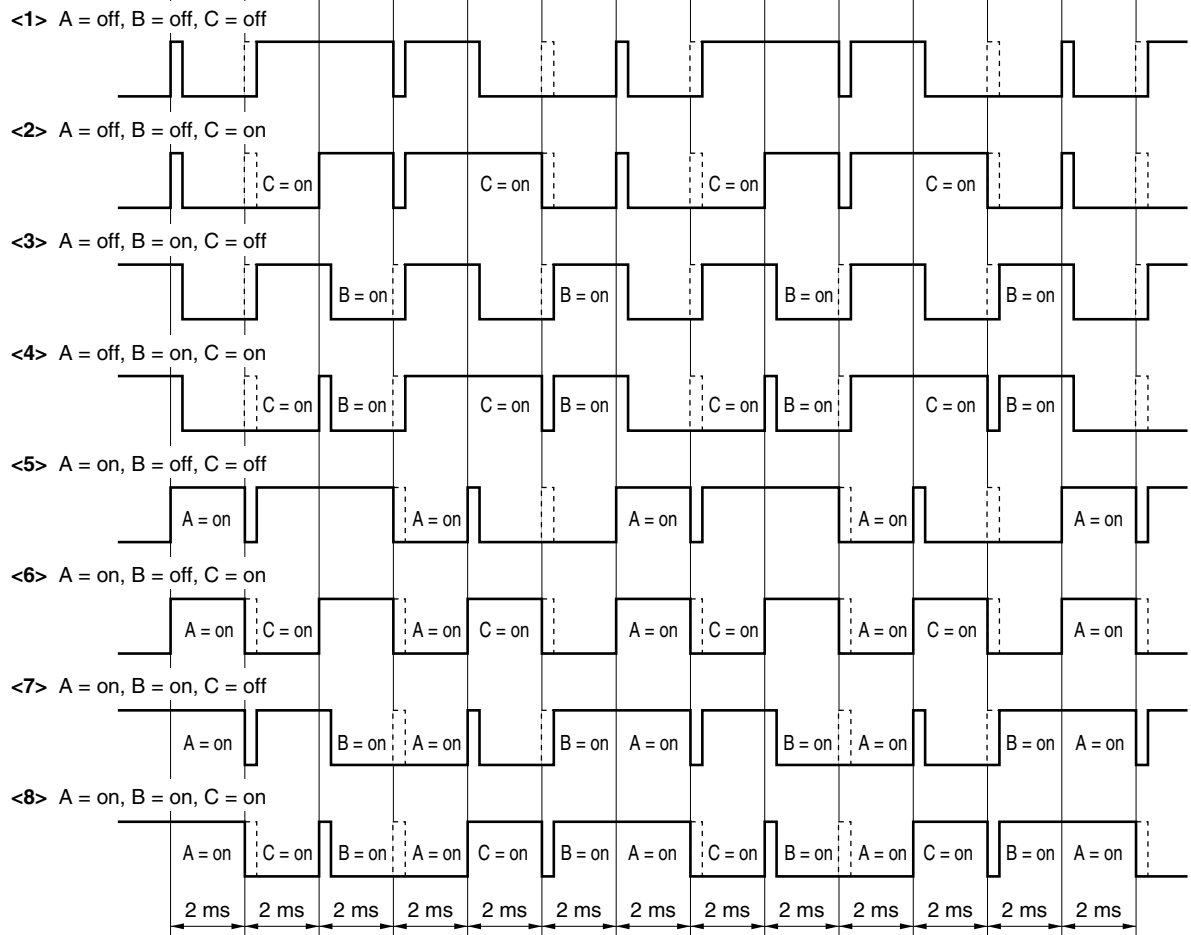 <1> A = off, B = off, C = off
<2> A = off, B = off, C = on
C = on C = on C = on C = on
<3> A = off, B = on, C = off
B = on B = on B = on B = on
<4> A = off, B = on, C = on
C = on B = on C = on B = on C = on B = on C = on B = on
<5> A = on, B = off, C = off
A = on A = on A = on A = on A = on
<6> A = on, B = off, C = on
A = on C = on A = on C = on A = on C = on A = on C = on A = on
<7> A = on, B = on, C = off
A = on B = on A = on B = on A = on B = on A = on B = on A = on
<8> A = on, B = on, C = on
A = on C = on B = on A = on C = on B = on A = on C = on B = on A = on C = on B = on A = on
2 ms 2 ms 2 ms 2 ms 2 ms 2 ms 2 ms 2 ms 2 ms 2 ms 2 ms 2 ms 2 ms